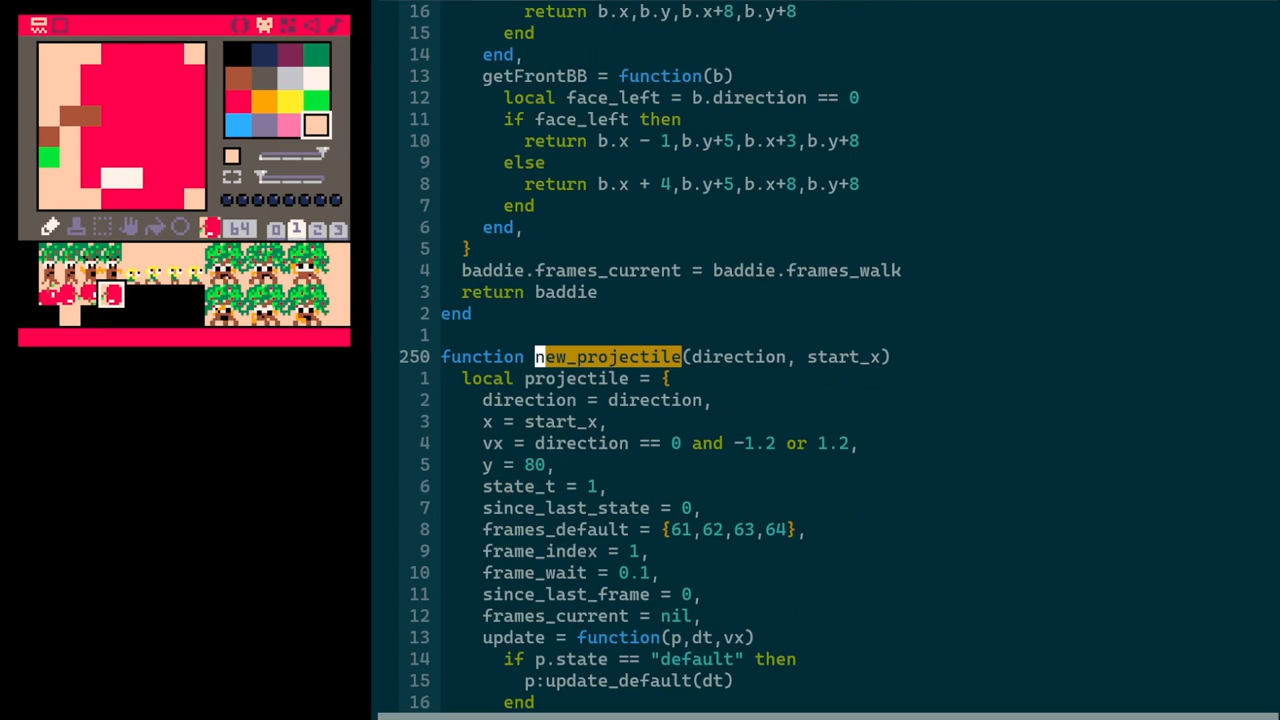 64
0 1 2 3
16 return b.x,b.y,b.x+8,b.y+8
15 end
14 end,
13 getFrontBB = function(b)
12 local face_left = b.direction == 0
11 if face_left then
10 return b.x - 1,b.y+5,b.x+3,b.y+8
9 else
8 return b.x + 4,b.y+5,b.x+8,b.y+8
7 end
6 end,
5 }
4 baddie.frames_current = baddie.frames_walk
3 return baddie
2 end
1
250 function new_projectile(direction, start_x)
1 local projectile = {
2 direction = direction,
3 x = start_x,
4 vx = direction == 0 and -1.2 or 1.2,
5 y = 80,
6 state_t = 1,
7 since_last_state = 0,
8 frames_default = {61,62,63,64},
9 frame_index = 1,
10 frame_wait = 0.1,
11 since_last_frame = 0,
12 frames_current = nil,
13 update = function(p,dt,vx)
14 if p.state == "default" then
15 p:update_default(dt)
16 end